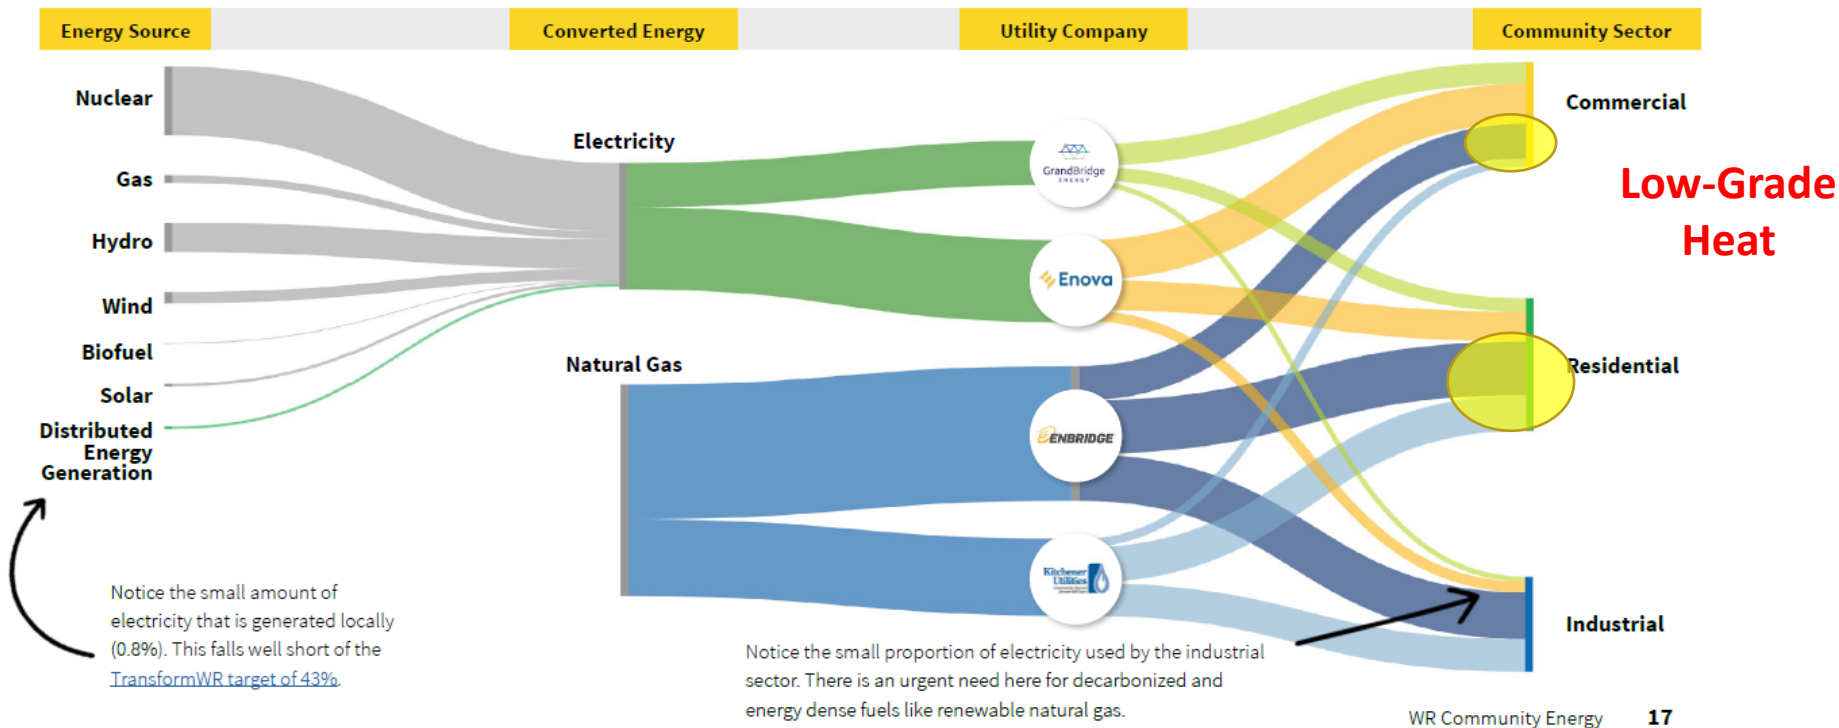 Energy Source
Converted Energy
Utility Company
Community Sector
Nuclear
Gas
Hydro
Wind
Biofuel
Solar
Distributed
Energy
Generation
Electricity
Natural Gas
GrandBridge
ENERGY
Enova
ENBRIDGE
Kitchener
Utilities
Commercial
Low-Grade
Heat
Residential
Industrial
Notice the small amount of
electricity that is generated locally
(0.8%). This falls well short of the
TransformWR target of 43%.
Notice the small proportion of electricity used by the industrial
sector. There is an urgent need here for decarbonized and
energy dense fuels like renewable natural gas.
WR Community Energy 17